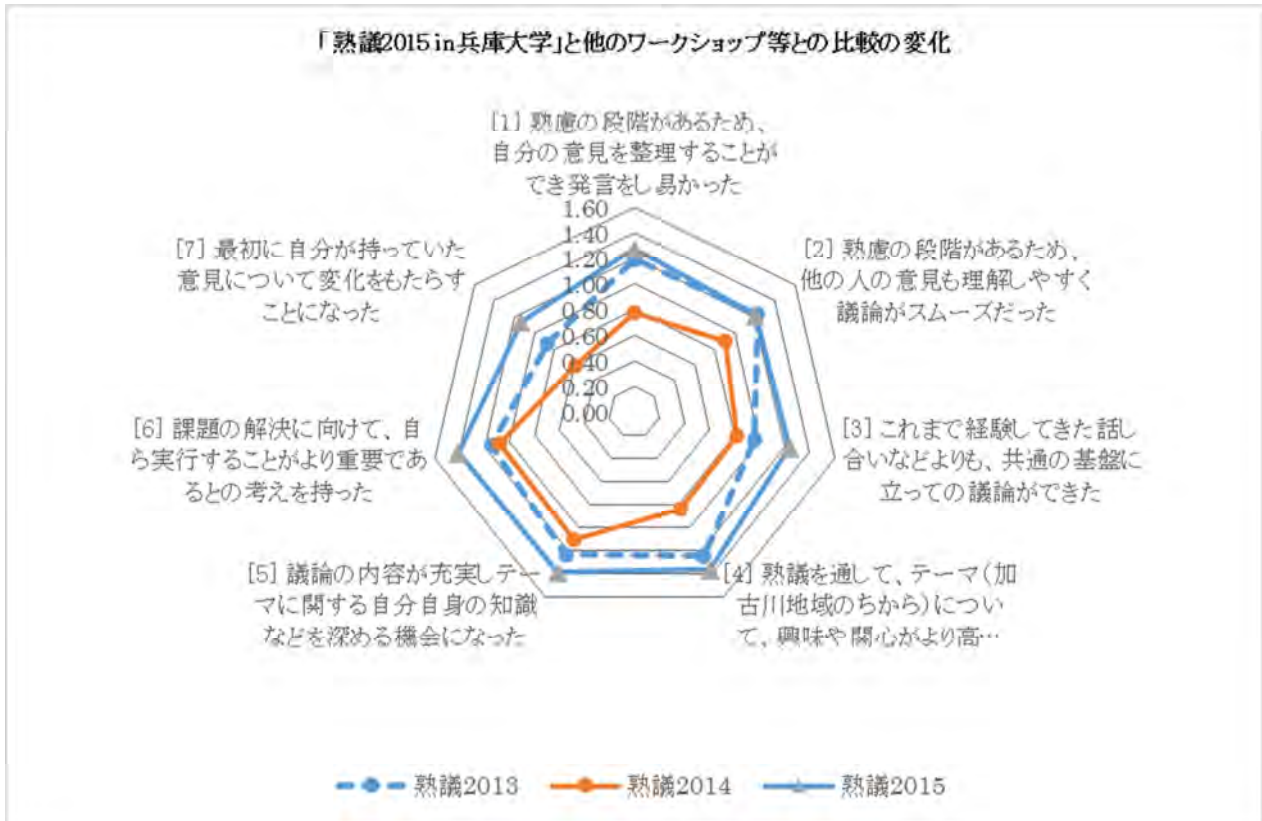 「熟議2015 in 兵庫大学」と他のワークショップ等との比較の変化
[1] 熟慮の段階があるため、
自分の意見を整理することが
でき発言をし易かった
1.60
1.40
1.20
1.00
0.80
0.60
0.40
0.20
0.00
[2] 熟慮の段階があるため、
他の人の意見も理解しやすく
議論がスムーズだった
[3] これまで経験してきた話し
合いなどよりも、共通の基盤に
立っての議論ができた
[4] 熟議を通して、テーマ（加
古川地域のちから）につい
て、興味や関心がより高…
[5] 議論の内容が充実しテー
マに関する自分自身の知識
などを深める機会になった
[6] 課題の解決に向けて、自
ら実行することがより重要であ
るとの考えを持った
[7] 最初に自分が持っていた
意見について変化をもたらす
ことになった
熟議2013
熟議2014
熟議2015